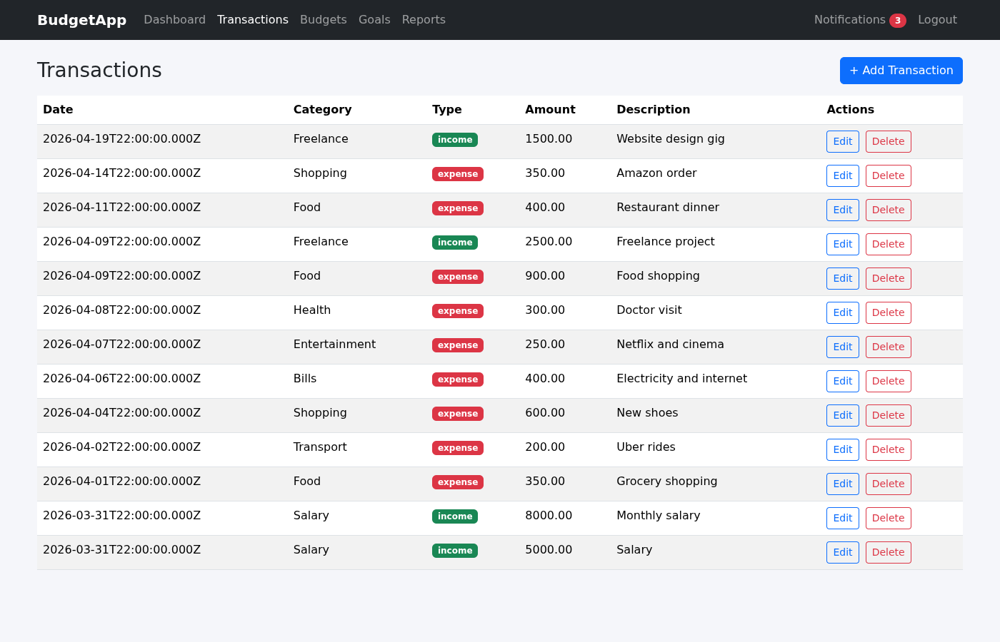 BudgetApp Dashboard Transactions Budgets Goals Reports Notifications 3 Logout
Transactions + Add Transaction
Date Category Type Amount Description Actions
2026-04-19T22:00:00.000Z Freelance income 1500.00 Website design gig Edit Delete
2026-04-14T22:00:00.000Z Shopping expense 350.00 Amazon order Edit Delete
2026-04-11T22:00:00.000Z Food expense 400.00 Restaurant dinner Edit Delete
2026-04-09T22:00:00.000Z Freelance income 2500.00 Freelance project Edit Delete
2026-04-09T22:00:00.000Z Food expense 900.00 Food shopping Edit Delete
2026-04-08T22:00:00.000Z Health expense 300.00 Doctor visit Edit Delete
2026-04-07T22:00:00.000Z Entertainment expense 250.00 Netflix and cinema Edit Delete
2026-04-06T22:00:00.000Z Bills expense 400.00 Electricity and internet Edit Delete
2026-04-04T22:00:00.000Z Shopping expense 600.00 New shoes Edit Delete
2026-04-02T22:00:00.000Z Transport expense 200.00 Uber rides Edit Delete
2026-04-01T22:00:00.000Z Food expense 350.00 Grocery shopping Edit Delete
2026-03-31T22:00:00.000Z Salary income 8000.00 Monthly salary Edit Delete
2026-03-31T22:00:00.000Z Salary income 5000.00 Salary Edit Delete